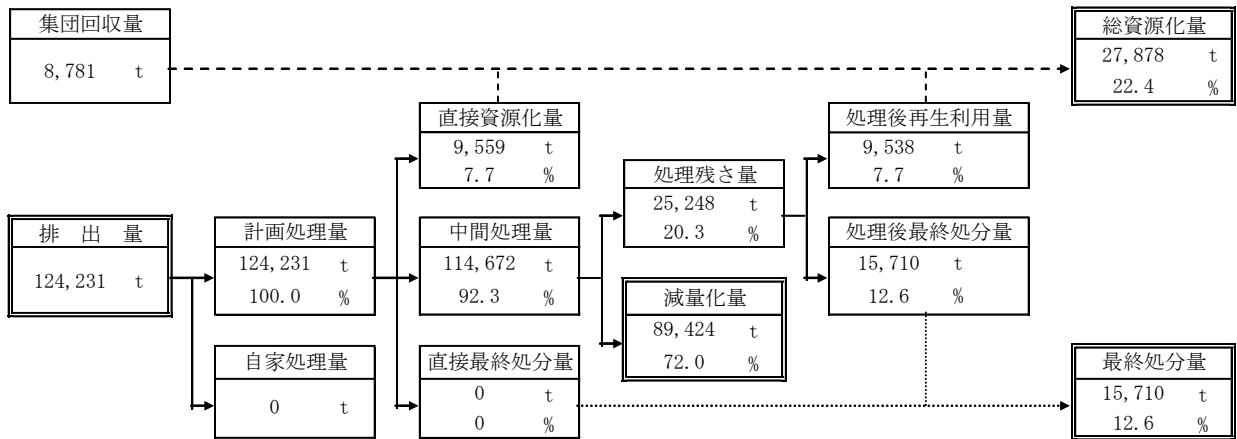 集団回収量
8,781 t
総資源化量
27,878 t
22.4 %
直接資源化量
9,559 t
7.7 %
処理後再生利用量
9,538 t
7.7 %
処理残さ量
25,248 t
20.3 %
排 出 量
124,231 t
計画処理量
124,231 t
100.0 %
中間処理量
114,672 t
92.3 %
処理後最終処分量
15,710 t
12.6 %
減量化量
89,424 t
72.0 %
自家処理量
0 t
直接最終処分量
0 t
0 %
最終処分量
15,710 t
12.6 %